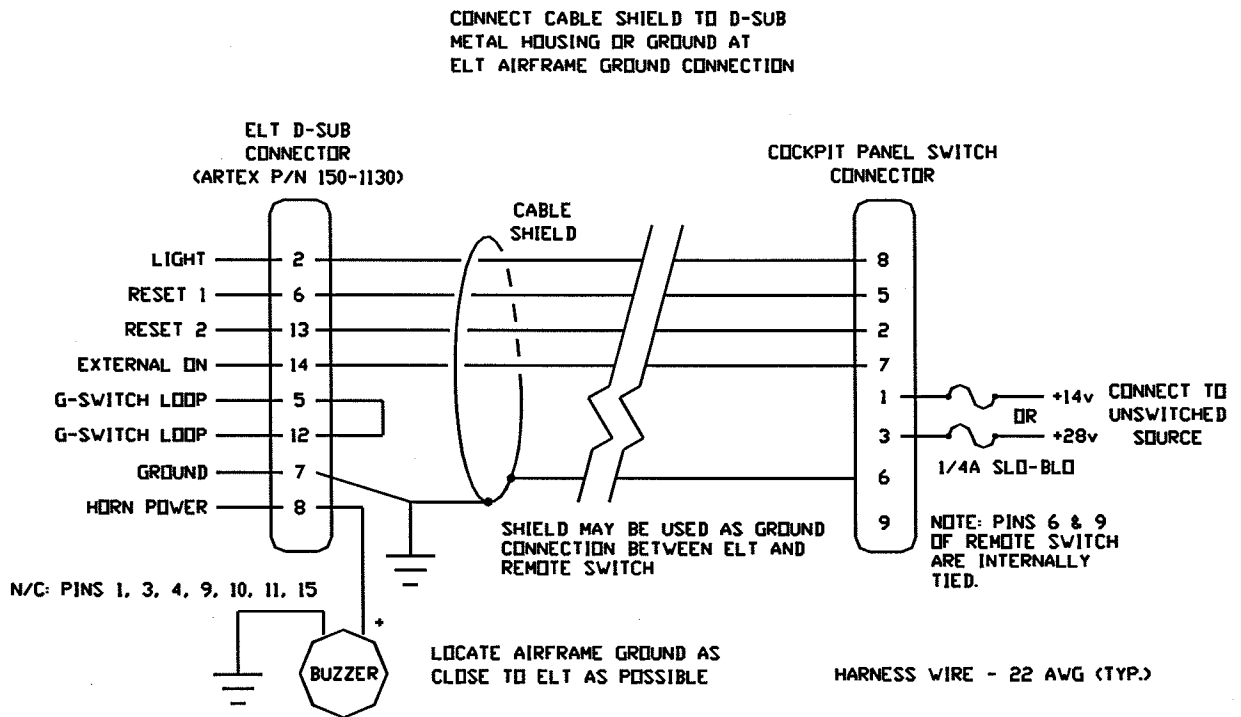 CONNECT CABLE SHIELD TO D-SUB
METAL HOUSING OR GROUND AT
ELT AIRFRAME GROUND CONNECTION
ELT D-SUB
CONNECTOR
(ARTEX P/N 150-1130)
COCKPIT PANEL SWITCH
CONNECTOR
CABLE
SHIELD
LIGHT 2 8
RESET 1 6 5
RESET 2 13 2
EXTERNAL ON 14 7
G-SWITCH LOOP 5 1 +14v
OR
G-SWITCH LOOP 12 3 +28v
CONNECT TO
UNSWITCHED
SOURCE
1/4A SLO-BLO
GROUND 7 6
HORN POWER 8 9
SHIELD MAY BE USED AS GROUND
CONNECTION BETWEEN ELT AND
REMOTE SWITCH
NOTE: PINS 6 & 9
OF REMOTE SWITCH
ARE INTERNALLY
TIED.
N/C: PINS 1, 3, 4, 9, 10, 11, 15
+
BUZZER
LOCATE AIRFRAME GROUND AS
CLOSE TO ELT AS POSSIBLE
HARNESS WIRE - 22 AWG (TYP.)